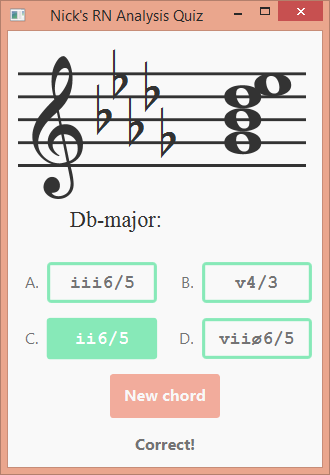 Nick's RN Analysis Quiz
Db-major:
A. iii6/5 B. v4/3
C. ii6/5 D. viiø6/5
New chord
Correct!